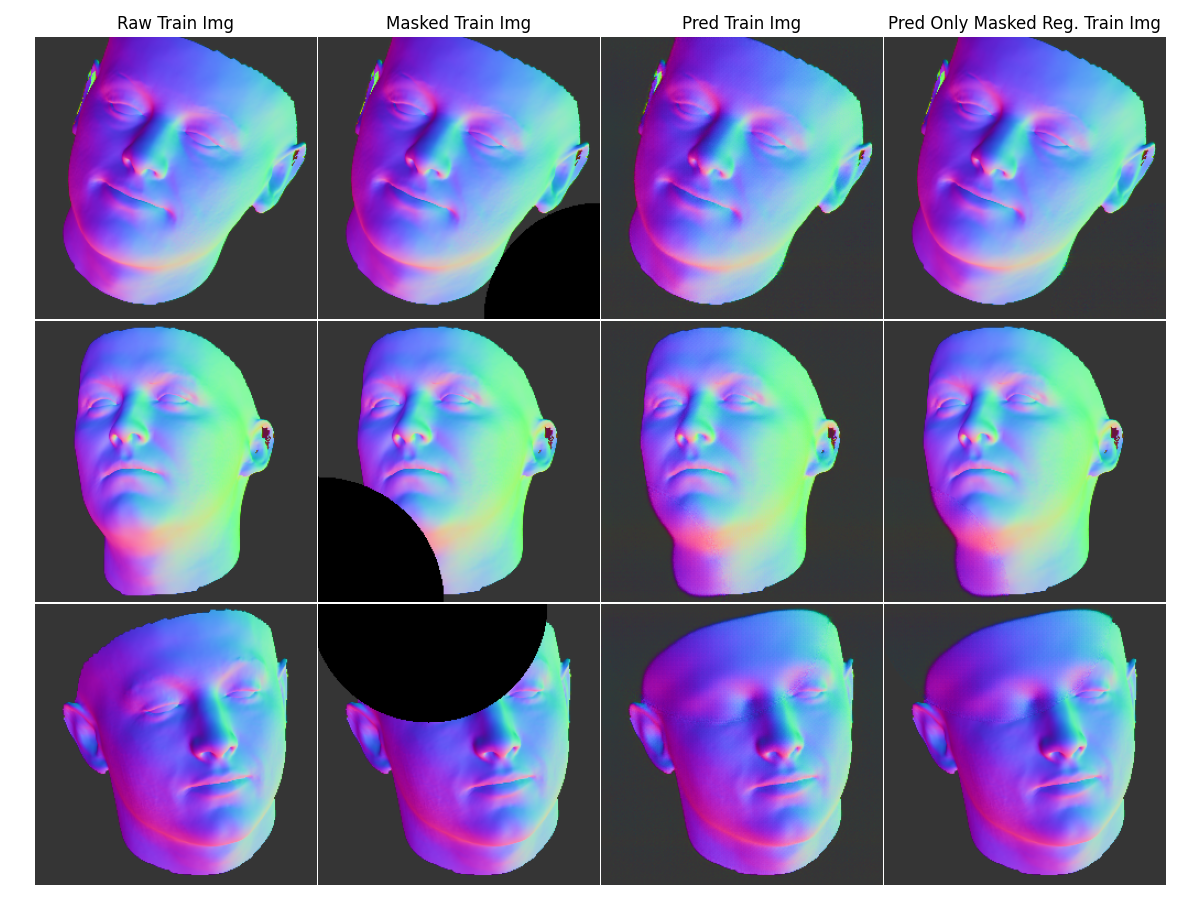 Raw Train Img
Masked Train Img
Pred Train Img
Pred Only Masked Reg. Train Img